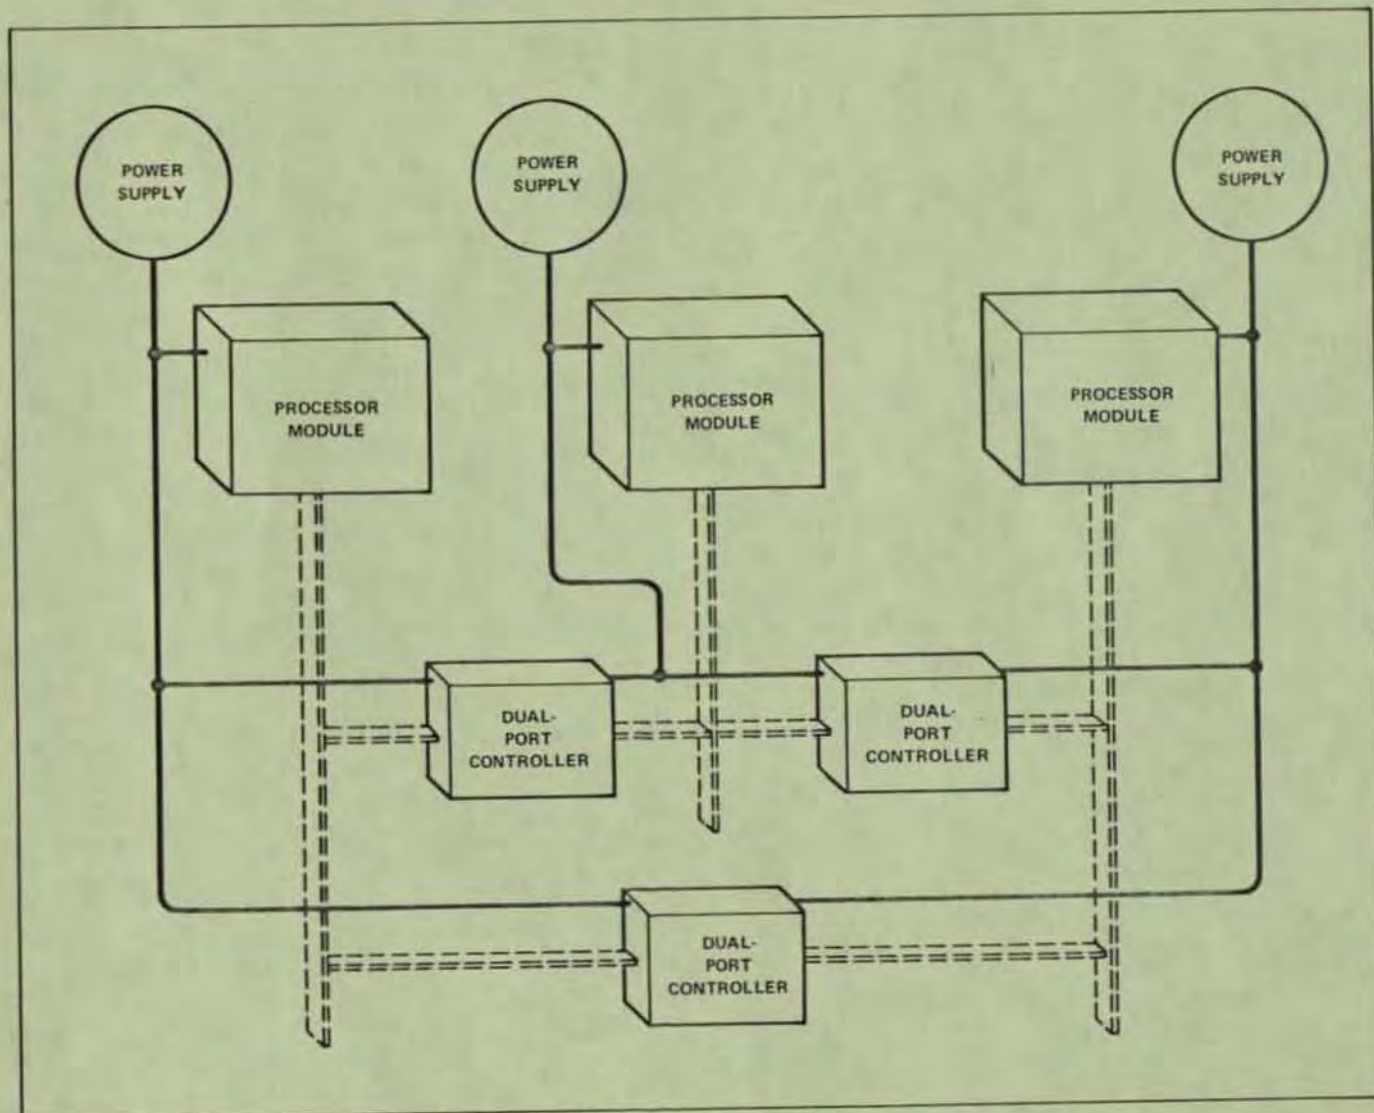 POWER
SUPPLY
POWER
SUPPLY
POWER
SUPPLY
PROCESSOR
MODULE
PROCESSOR
MODULE
PROCESSOR
MODULE
DUAL-
PORT
CONTROLLER
DUAL-
PORT
CONTROLLER
DUAL-
PORT
CONTROLLER